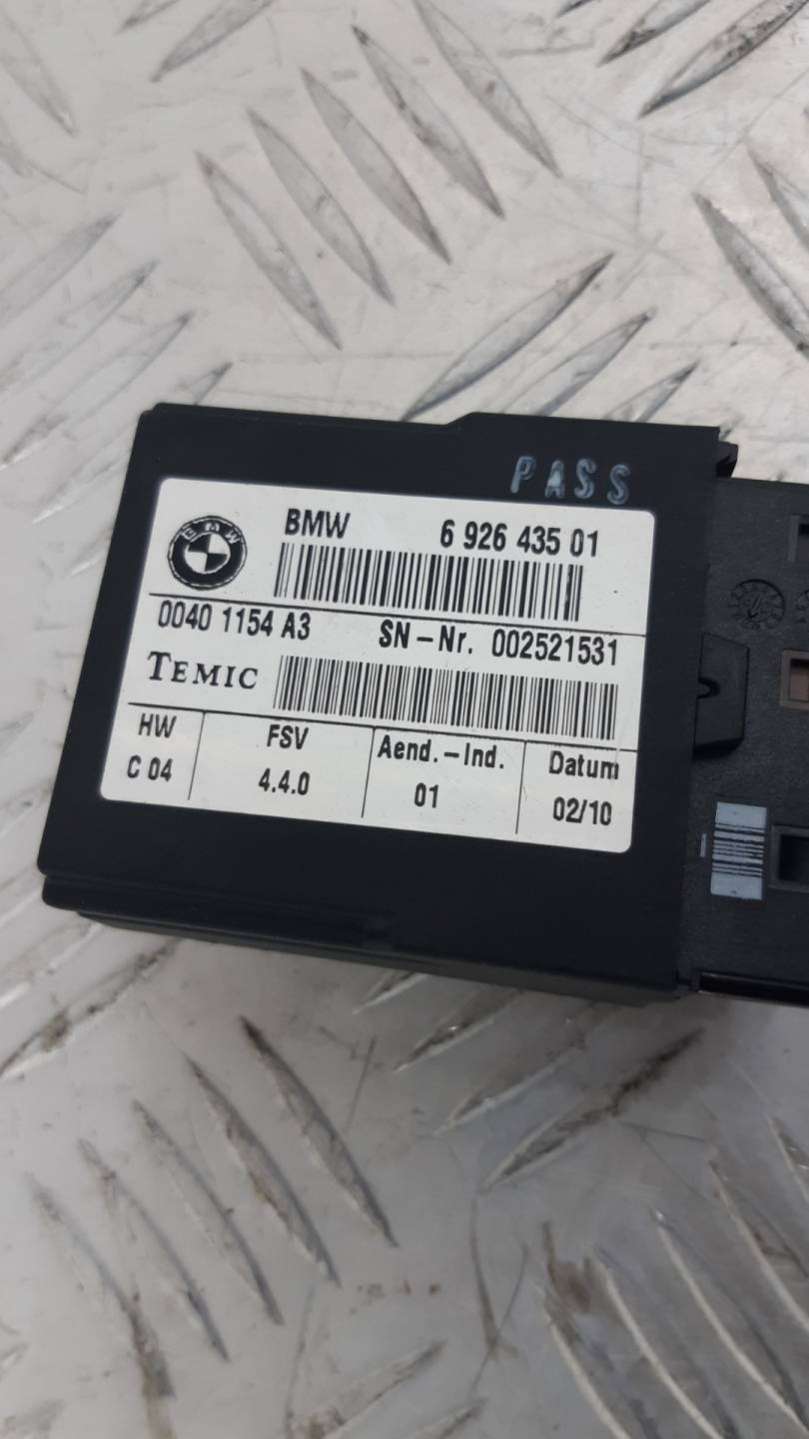 PASS
BMW
BMW 6 926 435 01
0040 1154 A3 SN-Nr. 002521531
TEMIC
HW FSV Aend.-Ind. Datum
C 04 4.4.0 01 02/10